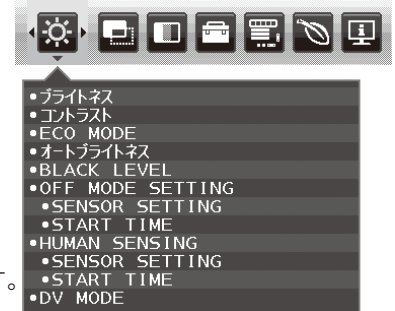 •ブライトネス
•コントラスト
•ECO MODE
•オートブライトネス
•BLACK LEVEL
•OFF MODE SETTING
•SENSOR SETTING
•START TIME
•HUMAN SENSING
•SENSOR SETTING
•START TIME
•DV MODE
。